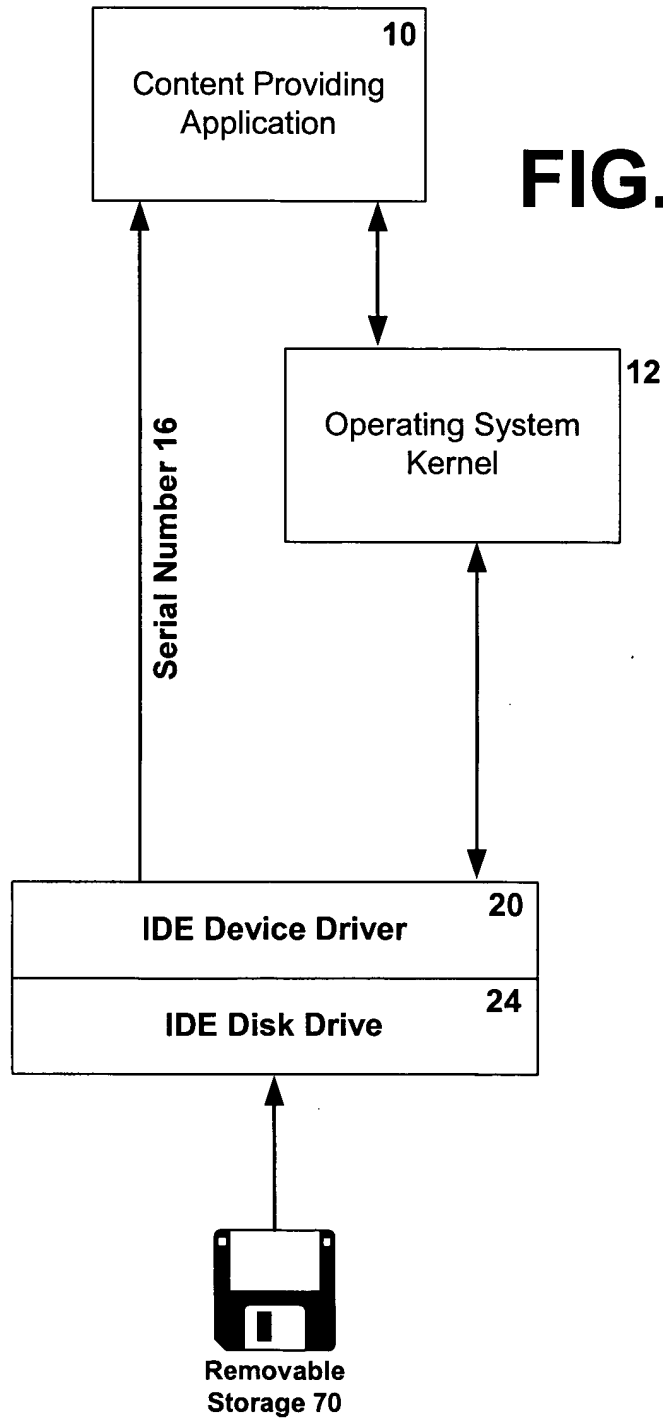 10
Content Providing
Application
FIG.
12
Operating System
Kernel
Serial Number 16
20
IDE Device Driver
24
IDE Disk Drive
Removable
Storage 70